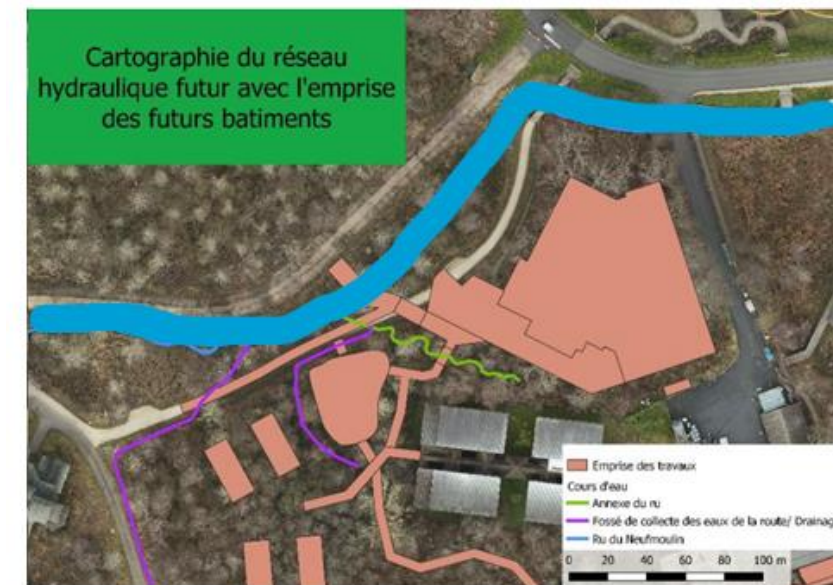 Cartographie du réseau
hydraulique futur avec l'emprise
des futurs batiments
Emprise des travaux
Cours d'eau
Annexe du ru
Fossé de collecte des eaux de la route/ Drainag
Ru du Neufmoulin
0 20 40 60 80 100 m